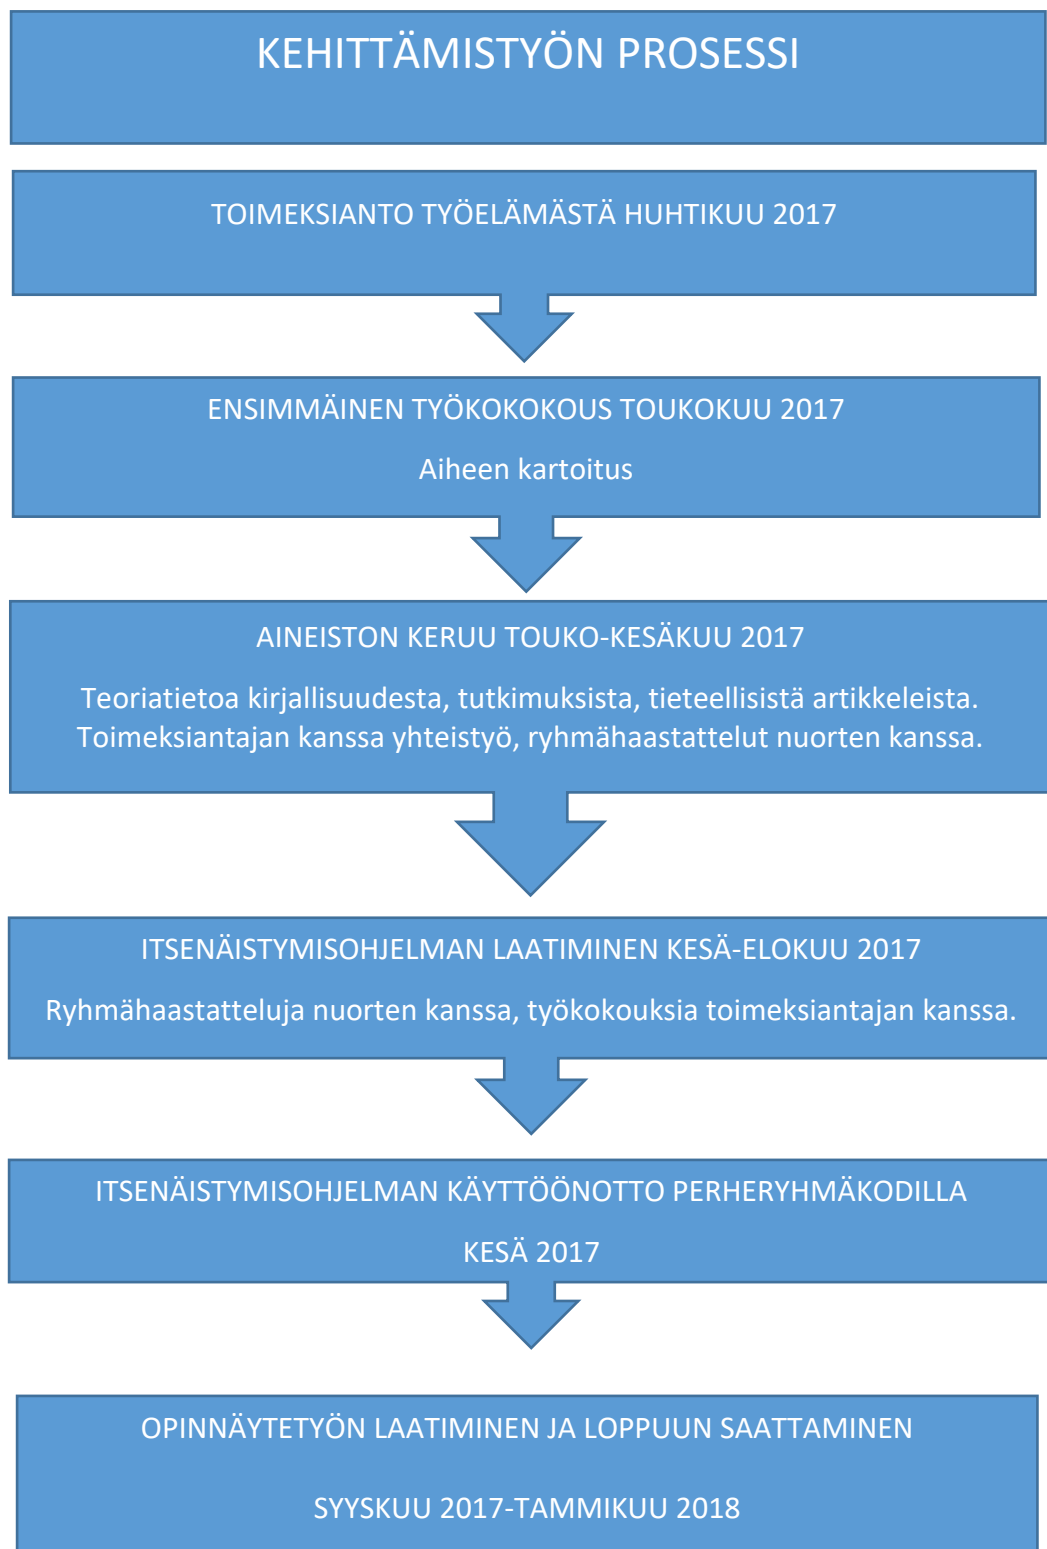 KEHITTÄMISTYÖN PROSESSI
TOIMEKSIANTO TYÖELÄMÄSTÄ HUHTIKUU 2017
ENSIMMÄINEN TYÖKOKOKOUS TOUKOKUU 2017
Aiheen kartoitus
AINEISTON KERUU TOUKO-KESÄKUU 2017
Teoriatietoa kirjallisuudesta, tutkimuksista, tieteellisistä artikkeleista.
Toimeksiantajan kanssa yhteistyö, ryhmähaastattelut nuorten kanssa.
ITSENÄISTYMISOHJELMAN LAATIMINEN KESÄ-ELOKUU 2017
Ryhmähaastatteluja nuorten kanssa, työkokouksia toimeksiantajan kanssa.
ITSENÄISTYMISOHJELMAN KÄYTTÖÖNOTTO PERHERYHMÄKODILLA
KESÄ 2017
OPINNÄYTETYÖN LAATIMINEN JA LOPPUUN SAATTAMINEN
SYYSKUU 2017-TAMMIKUU 2018